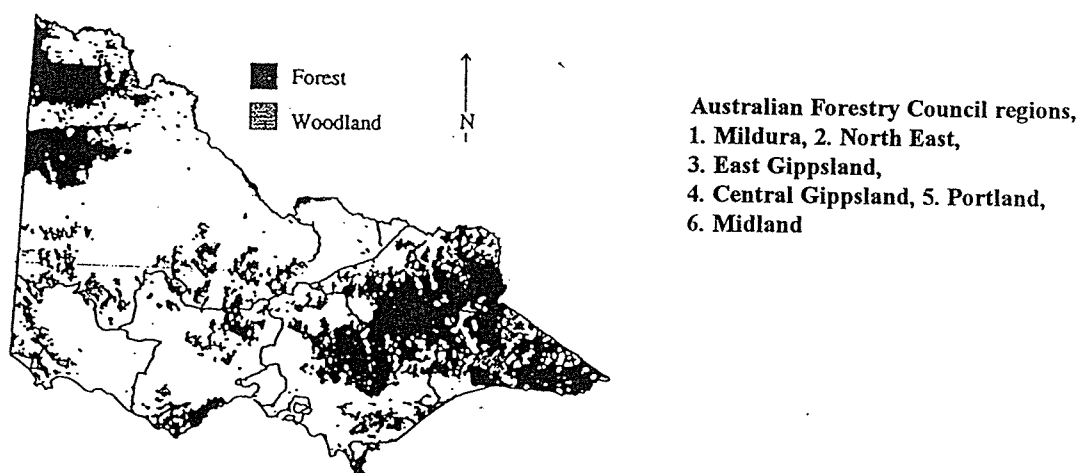 Forest
Woodland
N
Australian Forestry Council regions,
1. Mildura, 2. North East,
3. East Gippsland,
4. Central Gippsland, 5. Portland,
6. Midland